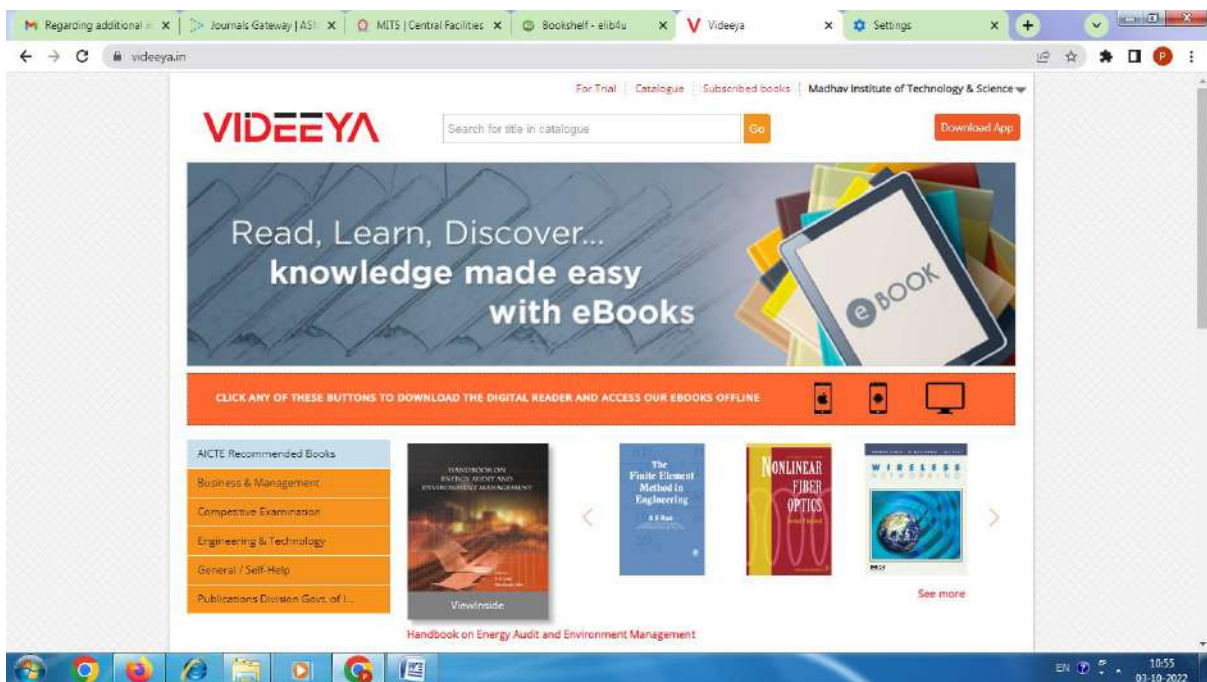 Regarding additional
Journals Gateway | AS
MITS | Central Facilities
Bookshelf - elib4u
Videeya
Settings
videeya.in
P
For Trial
Catalogue
Subscribed books
Madhav Institute of Technology & Science
VIDEEYA
Search for title in catalogue
Go
Download App
Read, Learn, Discover...
knowledge made easy
with eBooks
eBOOK
CLICK ANY OF THESE BUTTONS TO DOWNLOAD THE DIGITAL READER AND ACCESS OUR EBOOKS OFFLINE
AICTE Recommended Books
Business & Management
Competitive Examination
Engineering & Technology
General / Self-Help
Publications Division Govt. of I...
HANDBOOK ON
ENERGY AUDIT AND
ENVIRONMENT MANAGEMENT
ViewInside
Handbook on Energy Audit and Environment Management
The
Finite Element
Method in
Engineering
S S Rao
NONLINEAR
FIBER
OPTICS
WIRELESS
NETWORKING
See more
EN
10:55
03-10-2022